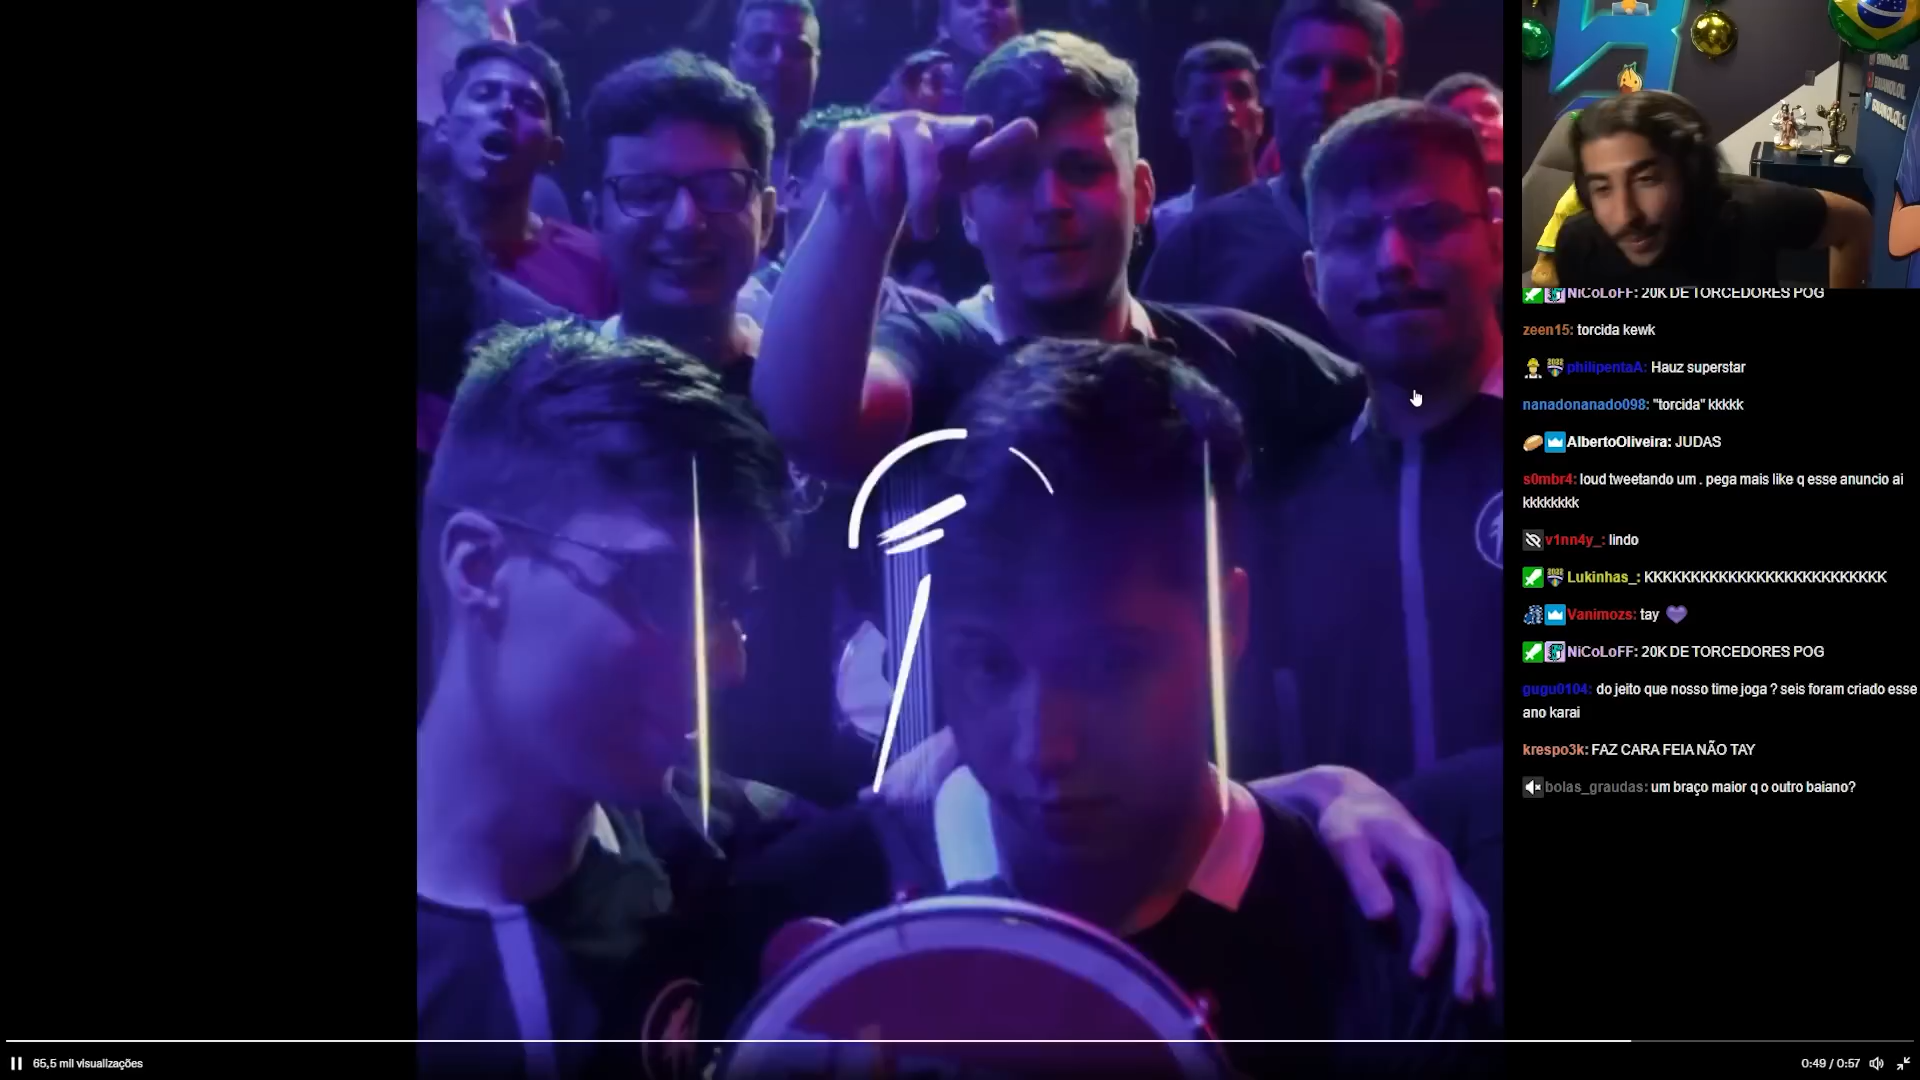 NiCoLoFF: 20K DE TORCEDORES POG
zeen15: torcida kewk
philipentaA: Hauz superstar
nanadonanado098: "torcida" kkkkk
AlbertoOliveira: JUDAS
s0mbr4: loud tweetando um . pega mais like q esse anuncio ai
kkkkkkkk
v1nn4y_: lindo
Lukinhas_: KKKKKKKKKKKKKKKKKKKKKKKKKK
Vanimozs: tay
NiCoLoFF: 20K DE TORCEDORES POG
gugu0104: do jeito que nosso time joga ? seis foram criado esse
ano karai
krespo3k: FAZ CARA FEIA NÃO TAY
bolas_graudas: um braço maior q o outro baiano?
65,5 mil visualizações
0:49 / 0:57